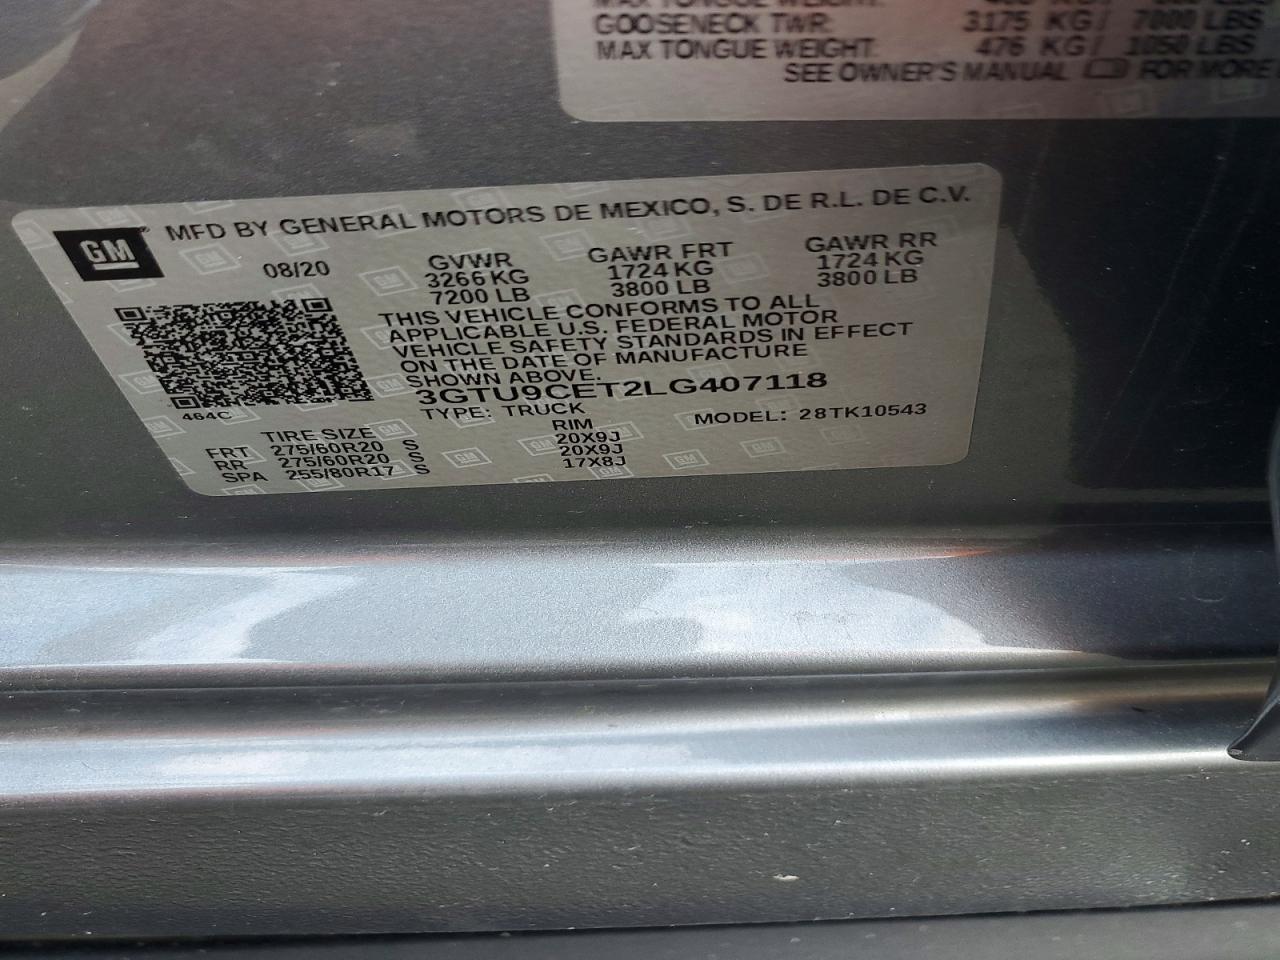 MAX TONGUE WEIGHT:
GOOSENECK TWR: 3175 KG/ 7000 LBS
MAX TONGUE WEIGHT: 476 KG/ 1050 LBS
SEE OWNER'S MANUAL FOR MORE
GM® MFD BY GENERAL MOTORS DE MEXICO, S. DE R.L. DE C.V.
08/20 GVWR GAWR FRT GAWR RR
3266 KG 1724 KG 1724 KG
7200 LB 3800 LB 3800 LB
THIS VEHICLE CONFORMS TO ALL
APPLICABLE U.S. FEDERAL MOTOR
VEHICLE SAFETY STANDARDS IN EFFECT
ON THE DATE OF MANUFACTURE
SHOWN ABOVE.
3GTU9CET2LG407118
464C TYPE: TRUCK MODEL: 28TK10543
TIRE SIZE RIM
FRT 275/60R20 S 20X9J
RR 275/60R20 S 20X9J
SPA 255/80R17 S 17X8J